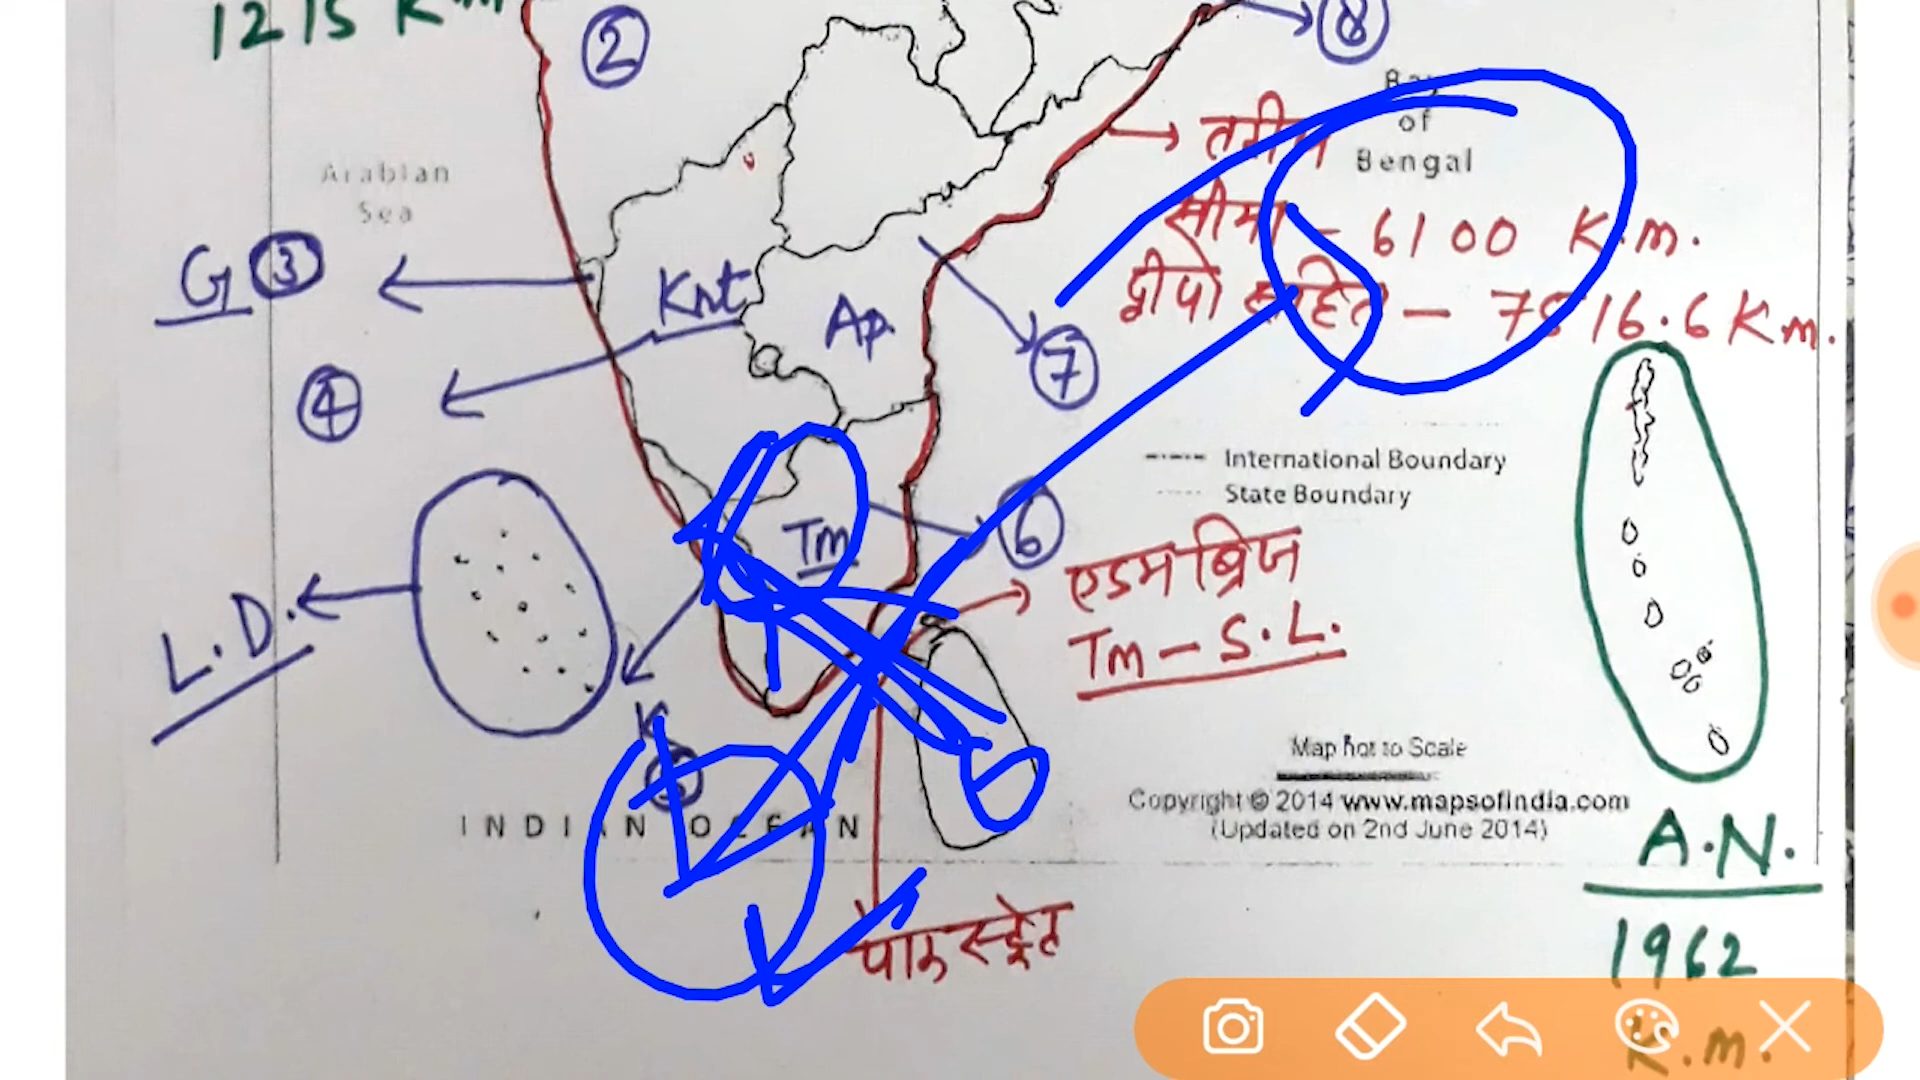 1215 K.m
2
8
Bay
of
Bengal
तटीय
सीमा - 6100 K.m.
द्वीपो सहित - 7516.6 K.m.
Arabian
Sea
G 3
Knt
Ap.
7
4
International Boundary
State Boundary
Tm
6
एडम ब्रिज
Tm - S.L.
L.D.
K
5
Map not to Scale
INDIAN OCEAN
Copyright © 2014 www.mapsofindia.com
(Updated on 2nd June 2014)
A.N.
1962
K.m.
पाक स्ट्रेट